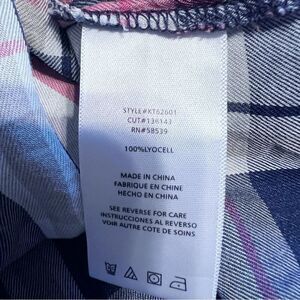 STYLE#KT62601
CUT#136143
RN#58539
100%LYOCELL
MADE IN CHINA
FABRIQUE EN CHINE
HECHO EN CHINA
SEE REVERSE FOR CARE
INSTRUCCIONES AL REVERSO
VOIR AUTRE COTE DE SOINS